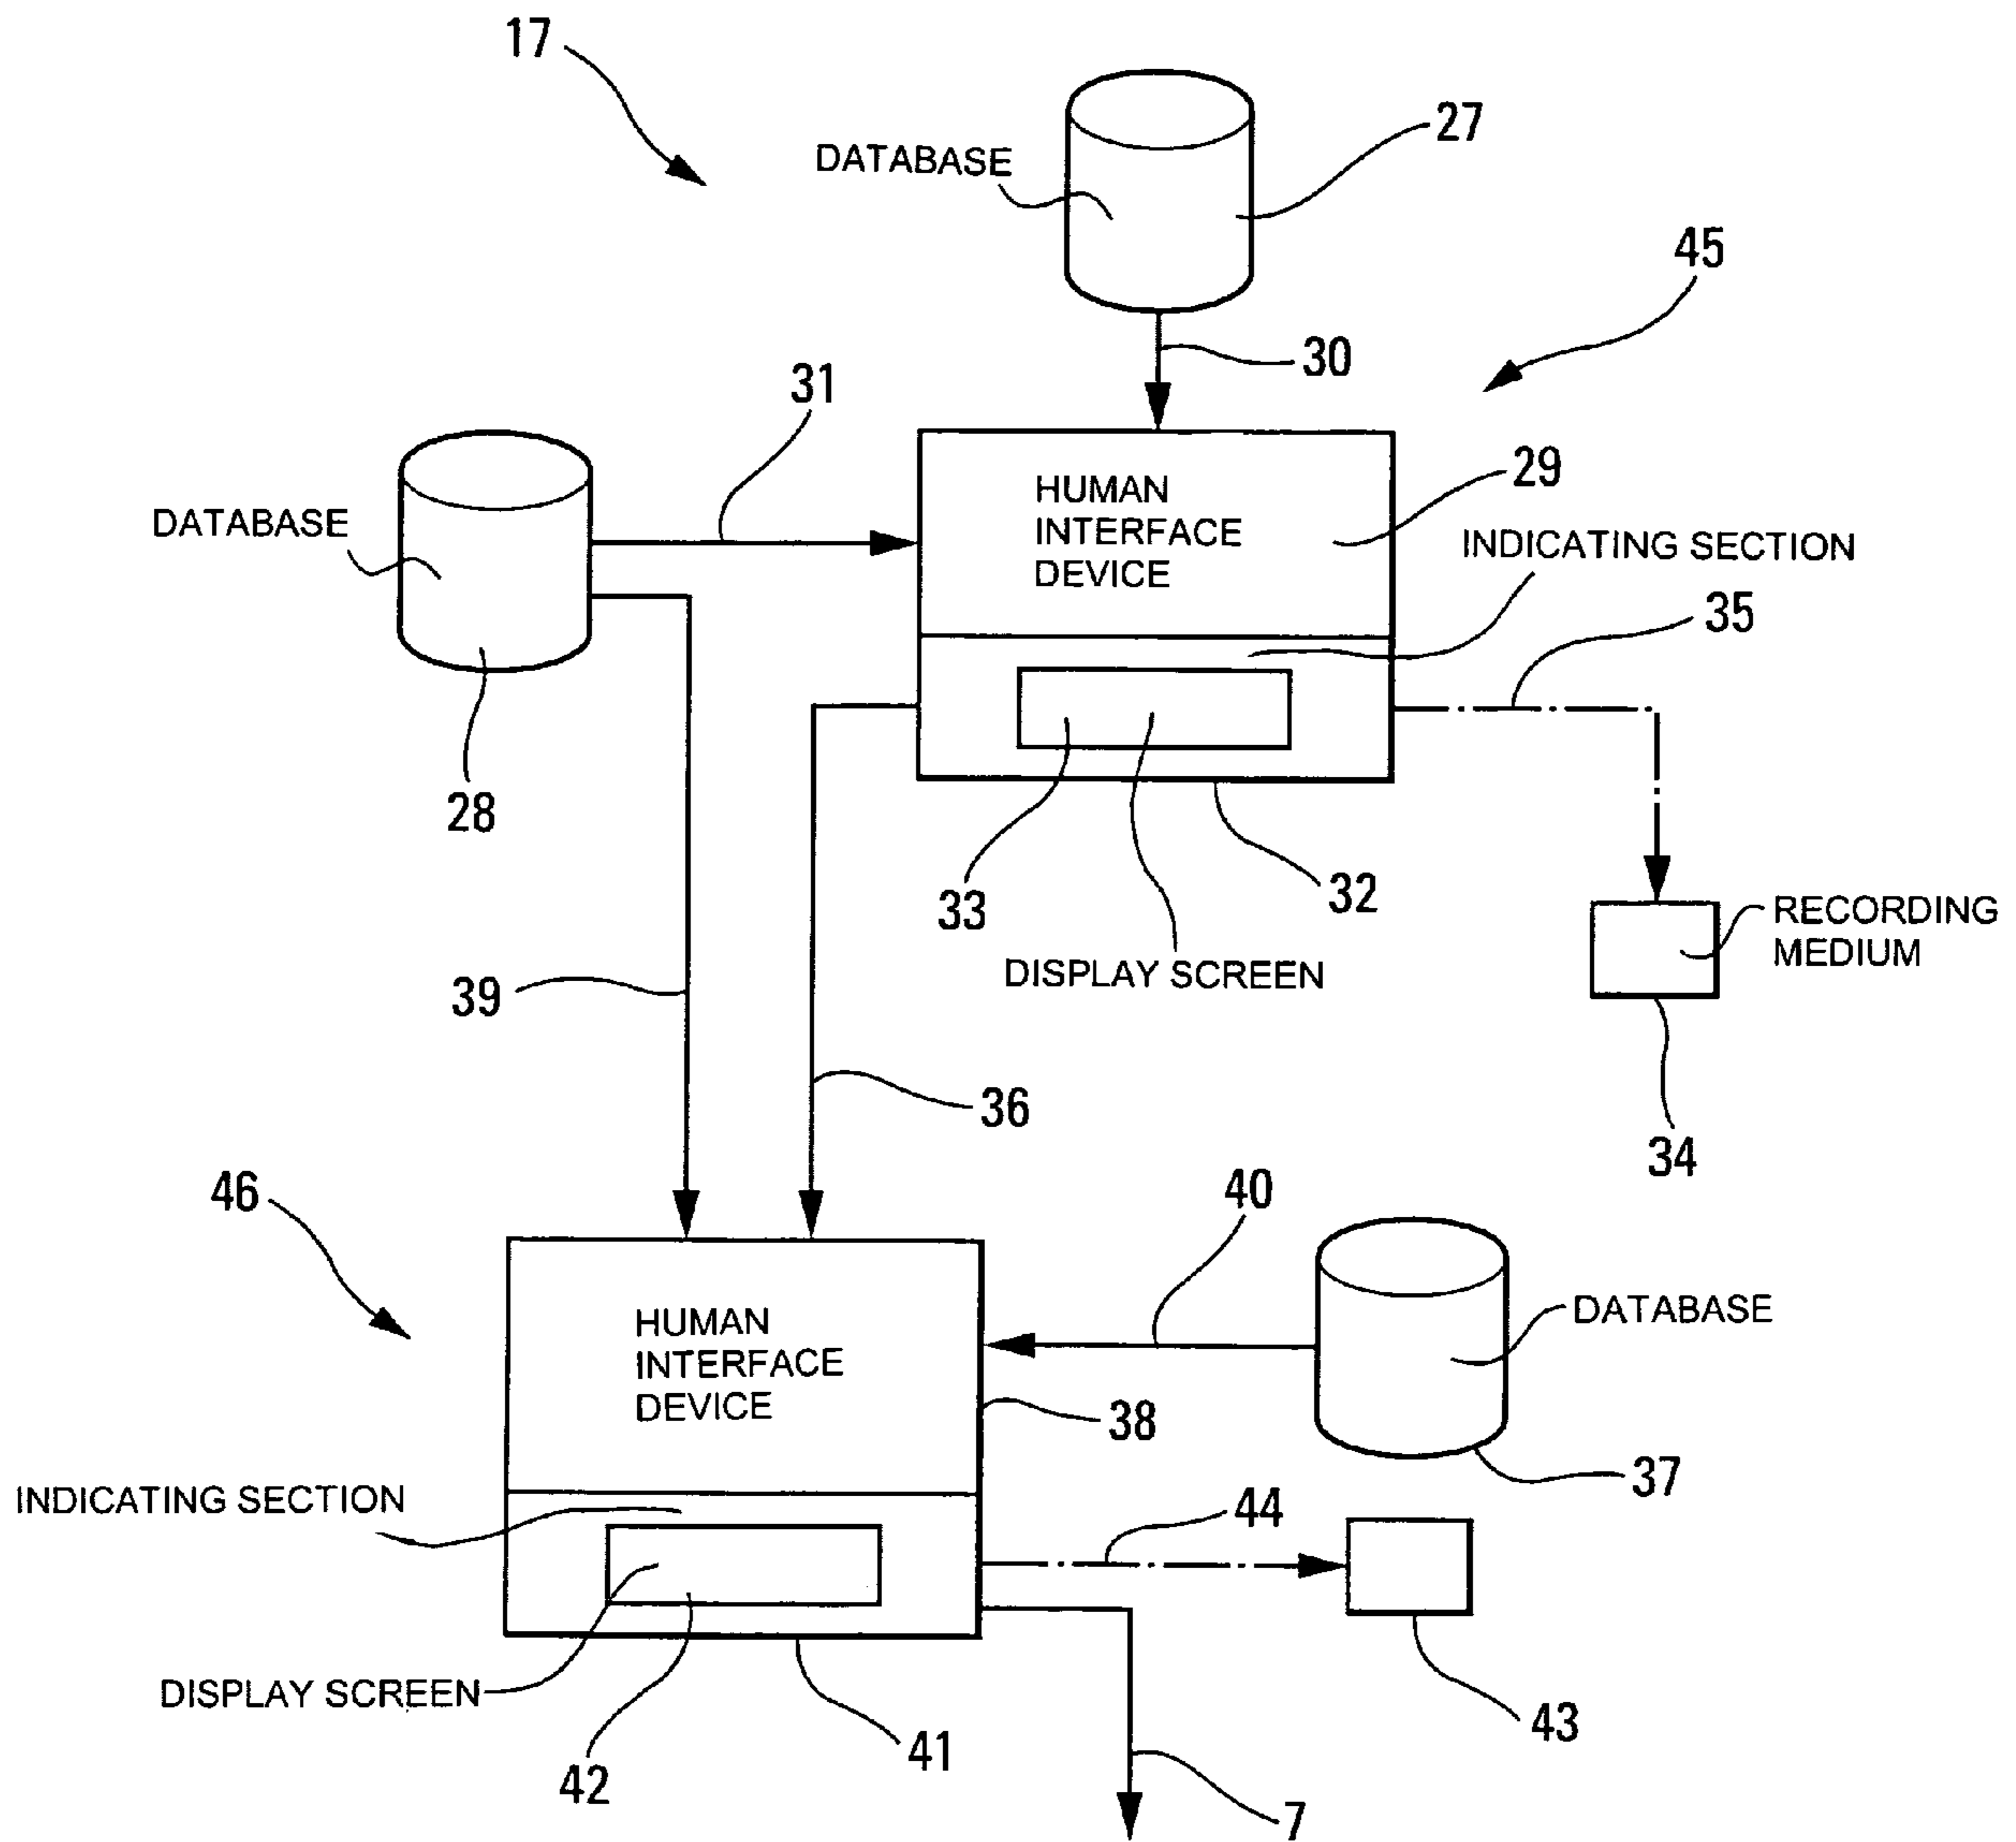 17
27
DATABASE
45
30
31
29
HUMAN
INTERFACE
DEVICE
INDICATING SECTION
DATABASE
35
28
33
32
RECORDING
MEDIUM
DISPLAY SCREEN
39
36
34
46
40
DATABASE
HUMAN
INTERFACE
DEVICE
38
37
INDICATING SECTION
44
DISPLAY SCREEN
43
41
42
7